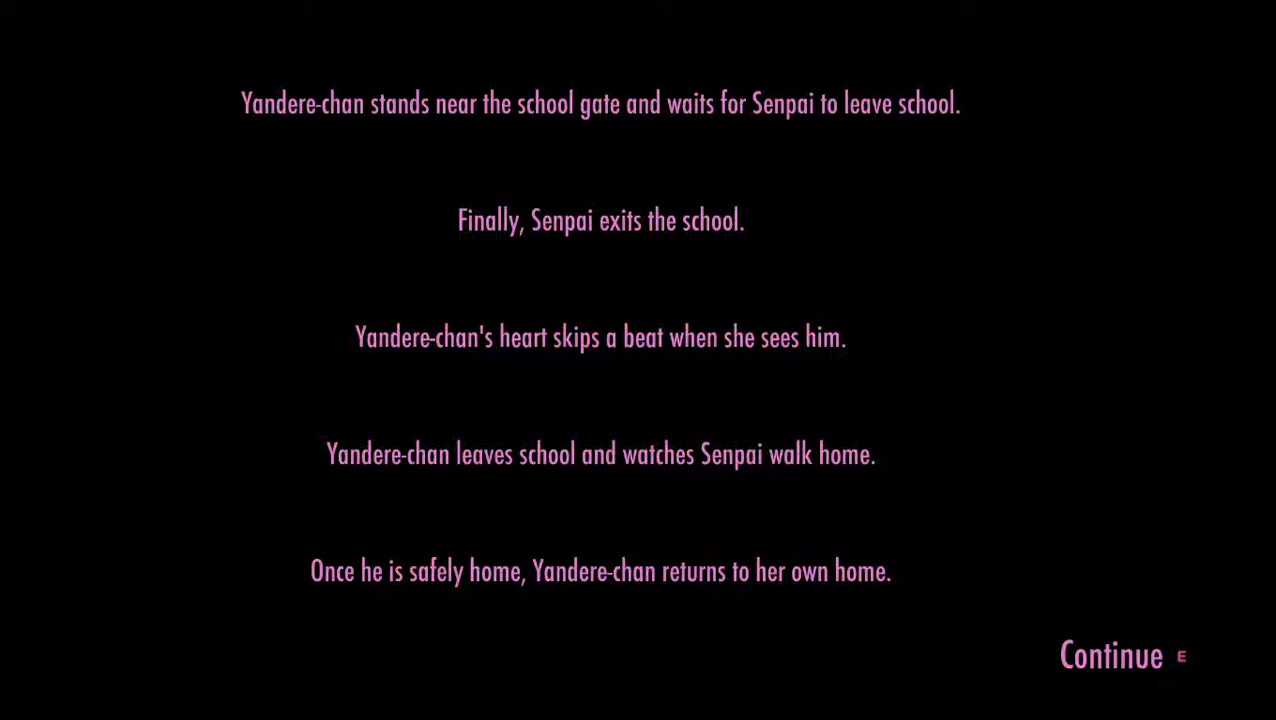 Yandere-chan stands near the school gate and waits for Senpai to leave school.
Finally, Senpai exits the school.
Yandere-chan's heart skips a beat when she sees him.
Yandere-chan leaves school and watches Senpai walk home.
Once he is safely home, Yandere-chan returns to her own home.
Continue E